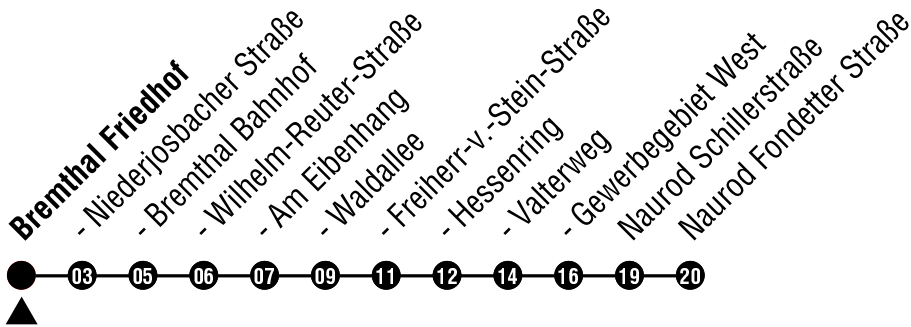 Bremthal Friedhof
- Niederjosbacher Straße
- Bremthal Bahnhof
- Wilhelm-Reuter-Straße
- Am Eibenhang
- Waldallee
- Freiherr-v.-Stein-Straße
- Hessenring
- Valterweg
- Gewerbegebiet West
Naurod Schillerstraße
Naurod Fondetter Straße
03 05 06 07 09 11 12 14 16 19 20